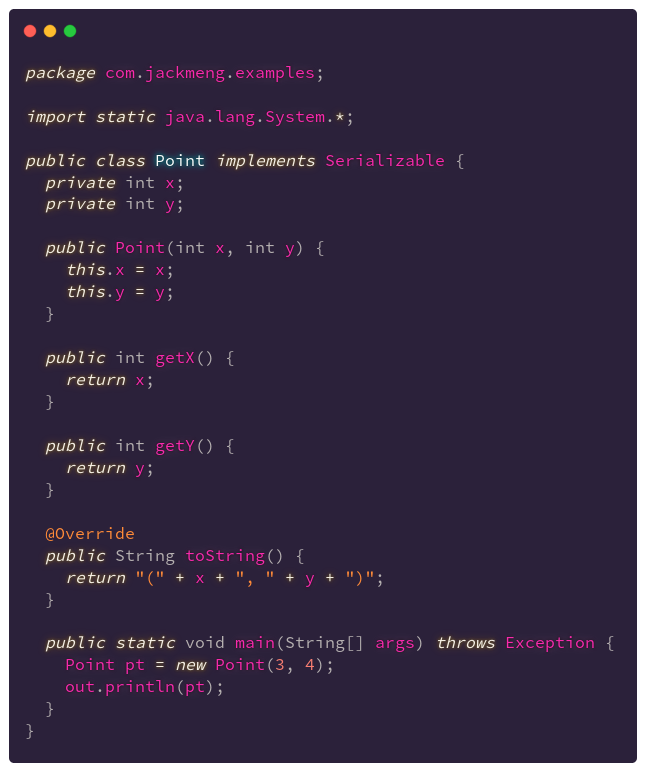 package com.jackmeng.examples;
import static java.lang.System.*;
public class Point implements Serializable {
private int x;
private int y;
public Point(int x, int y) {
this.x = x;
this.y = y;
}
public int getX() {
return x;
}
public int getY() {
return y;
}
@Override
public String toString() {
return "(" + x + ", " + y + ")";
}
public static void main(String[] args) throws Exception {
Point pt = new Point(3, 4);
out.println(pt);
}
}